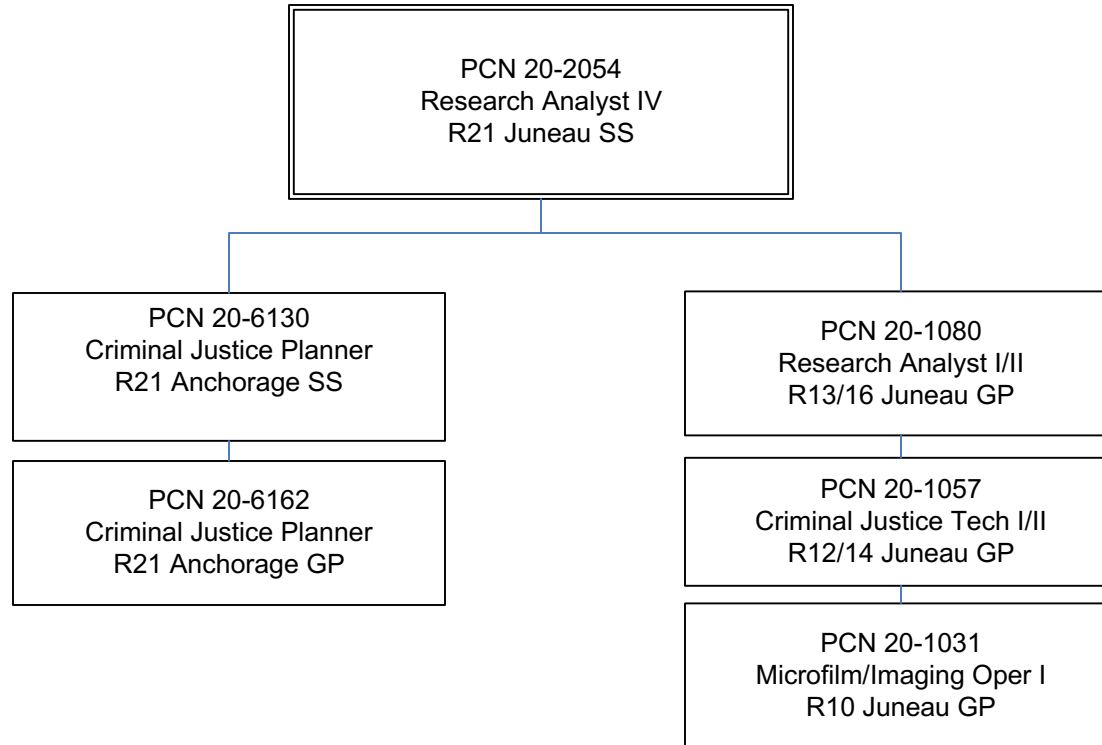 PCN 20-2054
Research Analyst IV
R21 Juneau SS
PCN 20-6130
Criminal Justice Planner
R21 Anchorage SS
PCN 20-6162
Criminal Justice Planner
R21 Anchorage GP
PCN 20-1080
Research Analyst I/II
R13/16 Juneau GP
PCN 20-1057
Criminal Justice Tech I/II
R12/14 Juneau GP
PCN 20-1031
Microfilm/Imaging Oper I
R10 Juneau GP